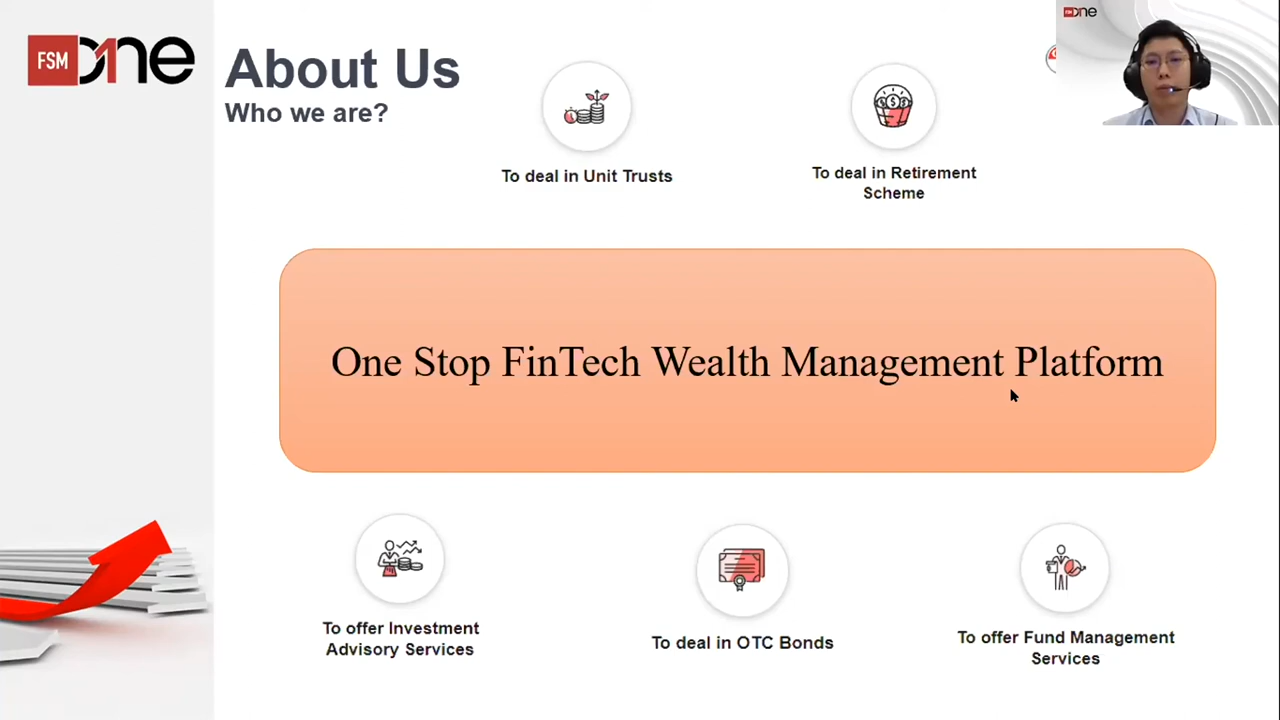 FSM One
About Us
Who we are?
FSM One
To deal in Unit Trusts
To deal in Retirement
Scheme
One Stop FinTech Wealth Management Platform
To offer Investment
Advisory Services
To deal in OTC Bonds
To offer Fund Management
Services